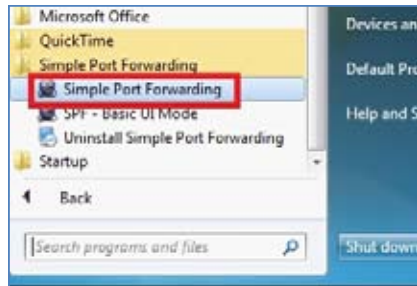 Microsoft Office
QuickTime
Simple Port Forwarding
Simple Port Forwarding
SPF - Basic UI Mode
Uninstall Simple Port Forwarding
Startup
Back
Search programs and files
Devices an
Default Pro
Help and S
Shut down